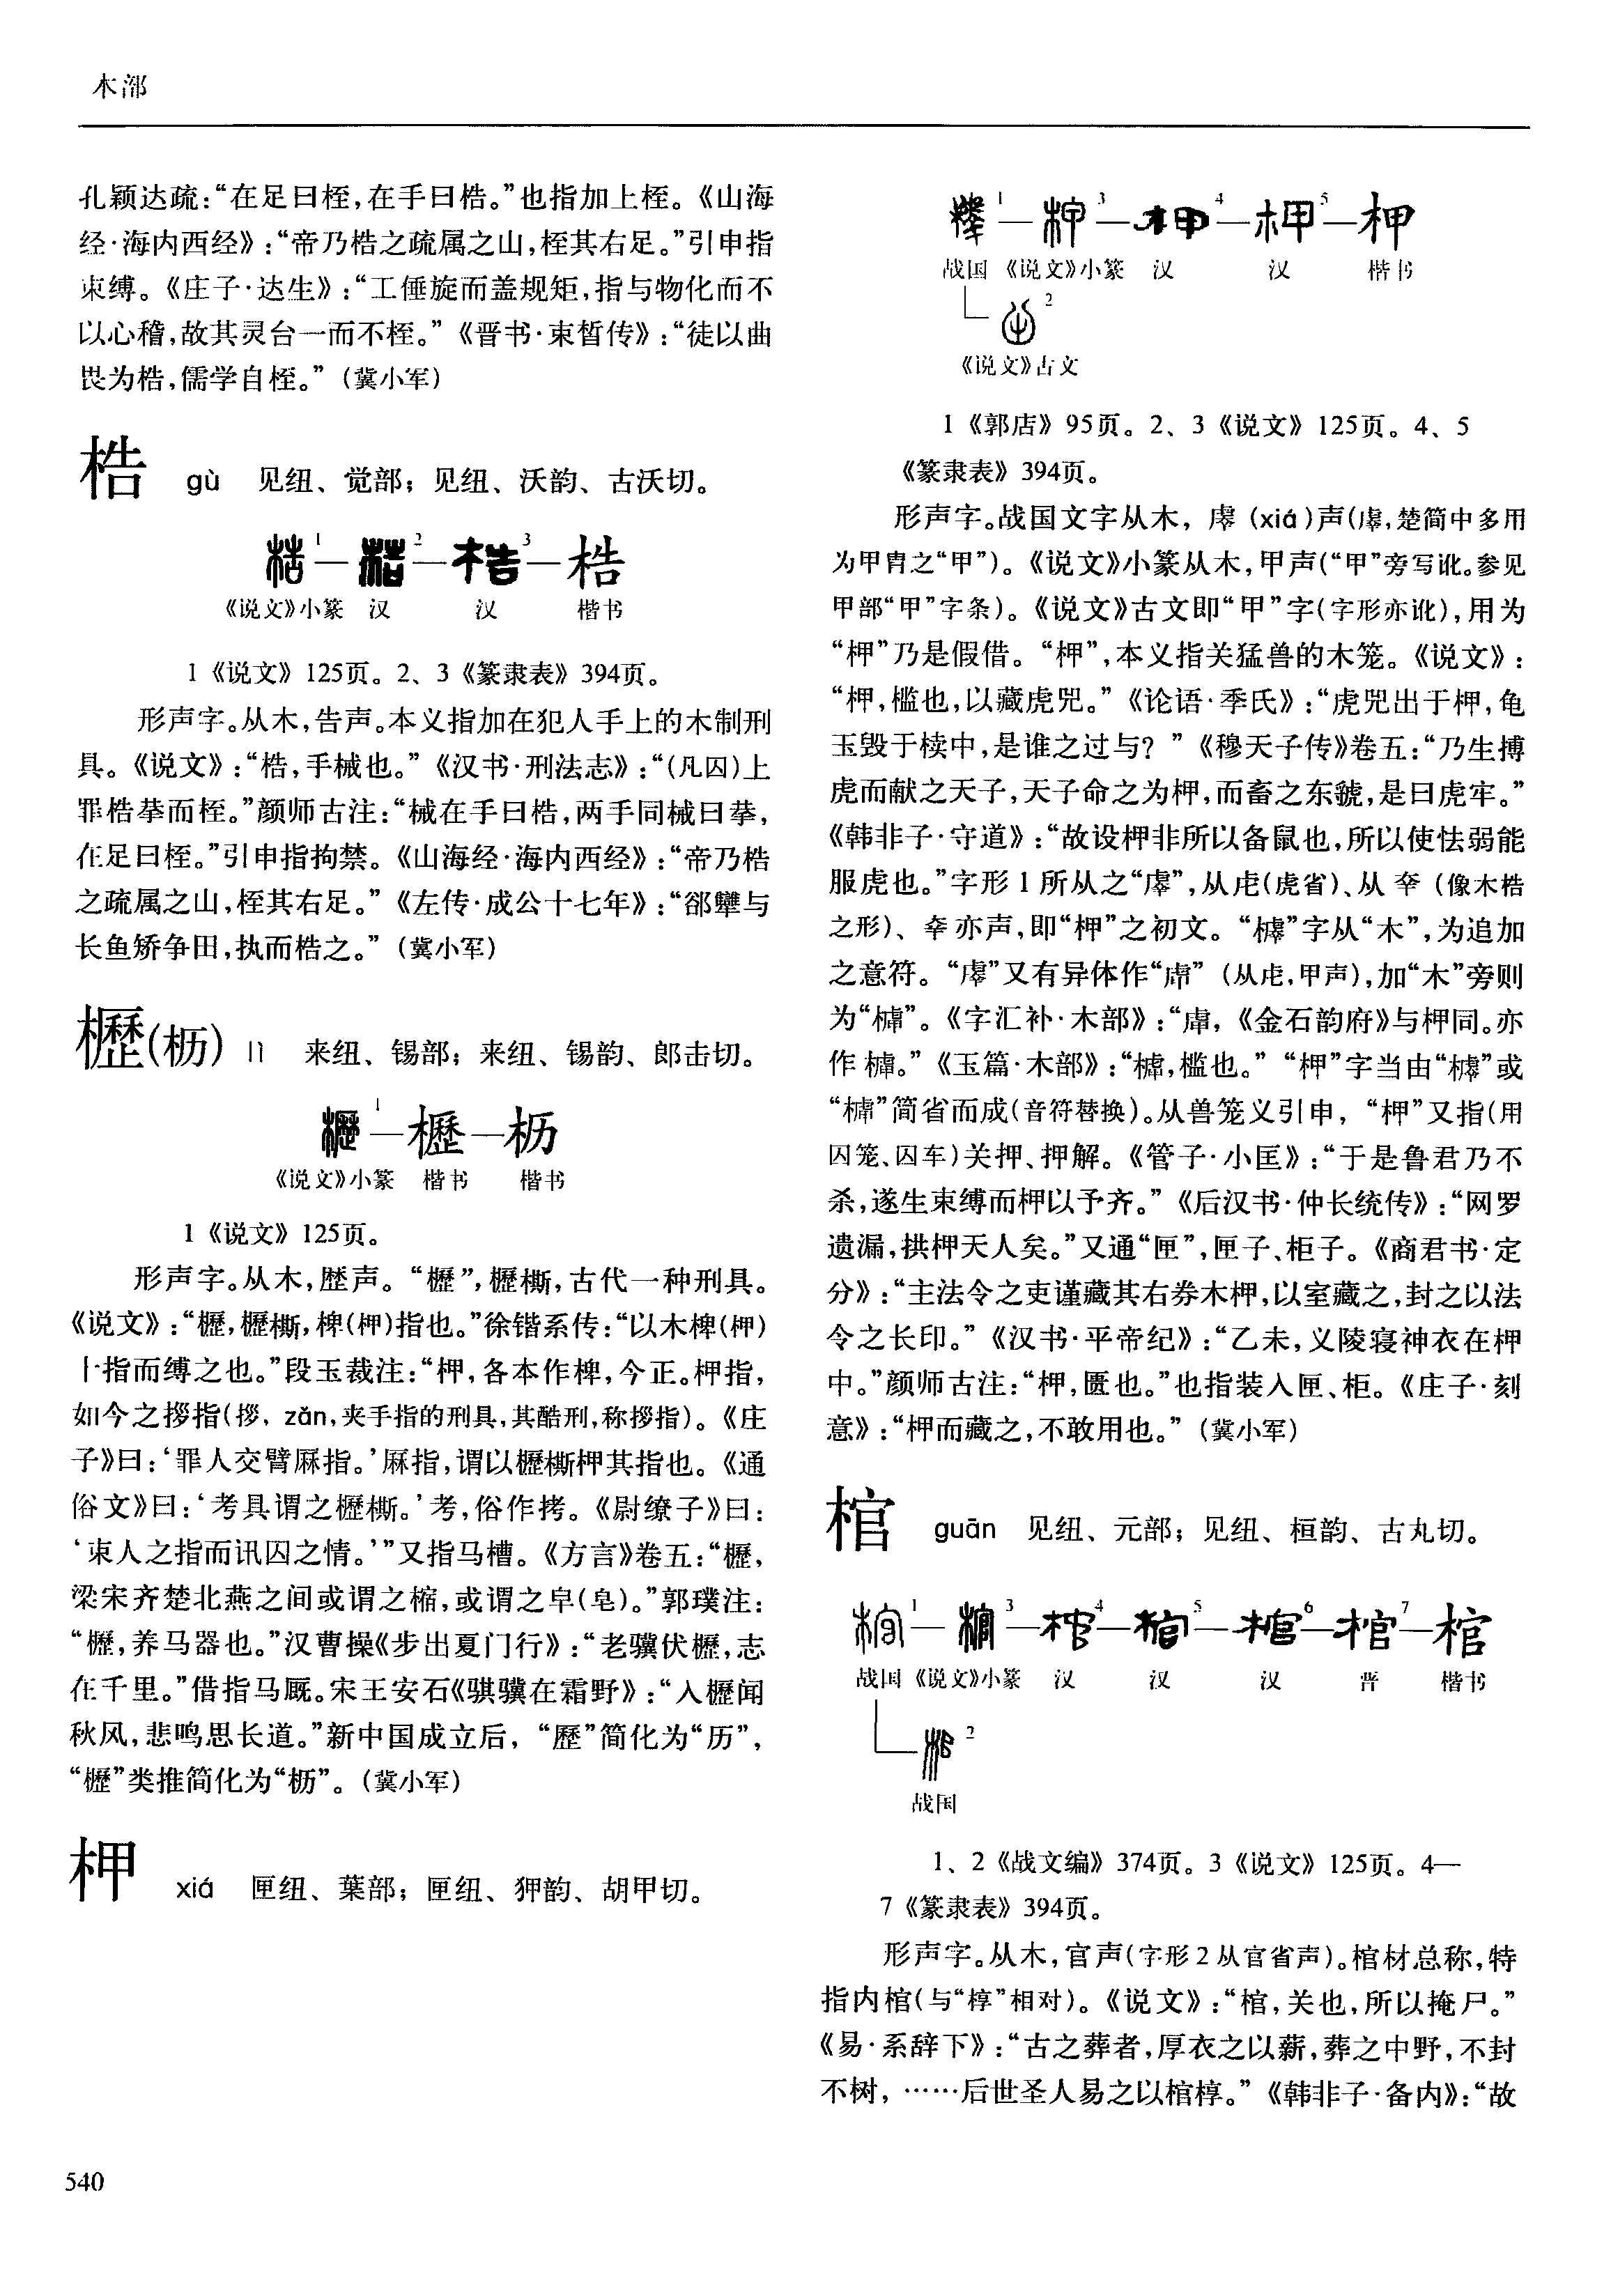 木部
孔颖达疏：“在足曰桎，在手曰梏。”也指加上桎。《山海
经·海内西经》：“帝乃梏之疏属之山，桎其右足。”引申指
束缚。《庄子·达生》：“工倕旋而盖规矩，指与物化而不
以心稽，故其灵台一而不桎。”《晋书·束皙传》：“徒以曲
畏为梏，儒学自桎。”（冀小军）
梏 gù 见纽、觉部；见纽、沃韵、古沃切。
1—2—3—梏
《说文》小篆 汉 汉 楷书
1《说文》125页。2、3《篆隶表》394页。
形声字。从木，告声。本义指加在犯人手上的木制刑
具。《说文》：“梏，手械也。”《汉书·刑法志》：“（凡囚）上
罪梏拲而桎。”颜师古注：“械在手曰梏，两手同械曰拲，
在足曰桎。”引申指拘禁。《山海经·海内西经》：“帝乃梏
之疏属之山，桎其右足。”《左传·成公十七年》：“郤犨与
长鱼矫争田，执而梏之。”（冀小军）
櫪（枥） lì 来纽、锡部；来纽、锡韵、郎击切。
1—櫪—枥
《说文》小篆 楷书 楷书
1《说文》125页。
形声字。从木，歷声。“櫪”，櫪㯕，古代一种刑具。
《说文》：“櫪，櫪㯕，椑（柙）指也。”徐锴系传：“以木椑（柙）
十指而缚之也。”段玉裁注：“柙，各本作椑，今正。柙指，
如今之拶指（拶，zǎn，夹手指的刑具，其酷刑，称拶指）。《庄
子》曰：‘罪人交臂厤指。’厤指，谓以櫪㯕柙其指也。《通
俗文》曰：‘考具谓之櫪㯕。’考，俗作拷。《尉缭子》曰：
‘束人之指而讯囚之情。’”又指马槽。《方言》卷五：“櫪，
梁宋齐楚北燕之间或谓之樎，或谓之皁（皂）。”郭璞注：
“櫪，养马器也。”汉曹操《步出夏门行》：“老骥伏櫪，志
在千里。”借指马厩。宋王安石《骐骥在霜野》：“入櫪闻
秋风，悲鸣思长道。”新中国成立后，“歷”简化为“历”，
“櫪”类推简化为“枥”。（冀小军）
柙 xiá 匣纽、葉部；匣纽、狎韵、胡甲切。
1—3—4—5—柙
战国 《说文》小篆 汉 汉 楷书
2
《说文》古文
1《郭店》95页。2、3《说文》125页。4、5
《篆隶表》394页。
形声字。战国文字从木，（xiá）声（，楚简中多用
为甲胄之“甲”）。《说文》小篆从木，甲声（“甲”旁写讹。参见
甲部“甲”字条）。《说文》古文即“甲”字（字形亦讹），用为
“柙”乃是假借。“柙”，本义指关猛兽的木笼。《说文》：
“柙，槛也，以藏虎兕。”《论语·季氏》：“虎兕出于柙，龟
玉毁于椟中，是谁之过与？”《穆天子传》卷五：“乃生搏
虎而献之天子，天子命之为柙，而畜之东虢，是曰虎牢。”
《韩非子·守道》：“故设柙非所以备鼠也，所以使怯弱能
服虎也。”字形1所从之“”，从虍（虎省）、从㚔（像木梏
之形）、㚔亦声，即“柙”之初文。“”字从“木”，为追加
之意符。“”又有异体作“”（从虍，甲声），加“木”旁则
为“”。《字汇补·木部》：“，《金石韵府》与柙同。亦
作。”《玉篇·木部》：“，槛也。”“柙”字当由“”或
“”简省而成（音符替换）。从兽笼义引申，“柙”又指（用
囚笼、囚车）关押、押解。《管子·小匡》：“于是鲁君乃不
杀，遂生束缚而柙以予齐。”《后汉书·仲长统传》：“网罗
遗漏，拱柙天人矣。”又通“匣”，匣子、柜子。《商君书·定
分》：“主法令之吏谨藏其右券木柙，以室藏之，封之以法
令之长印。”《汉书·平帝纪》：“乙未，义陵寝神衣在柙
中。”颜师古注：“柙，匮也。”也指装入匣、柜。《庄子·刻
意》：“柙而藏之，不敢用也。”（冀小军）
棺 guān 见纽、元部；见纽、桓韵、古丸切。
1—3—4—5—6—7—棺
战国 《说文》小篆 汉 汉 汉 晋 楷书
2
战国
1、2《战文编》374页。3《说文》125页。4—
7《篆隶表》394页。
形声字。从木，官声（字形2从官省声）。棺材总称，特
指内棺（与“椁”相对）。《说文》：“棺，关也，所以掩尸。”
《易·系辞下》：“古之葬者，厚衣之以薪，葬之中野，不封
不树，……后世圣人易之以棺椁。”《韩非子·备内》：“故
540